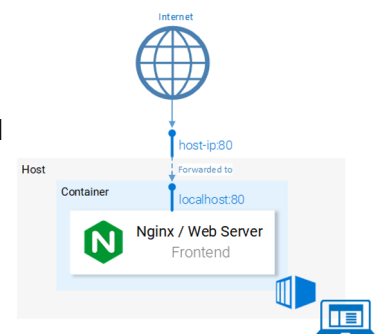 Internet
host-ip:80
Host
Forwarded to
Container
localhost:80
Nginx / Web Server
Frontend